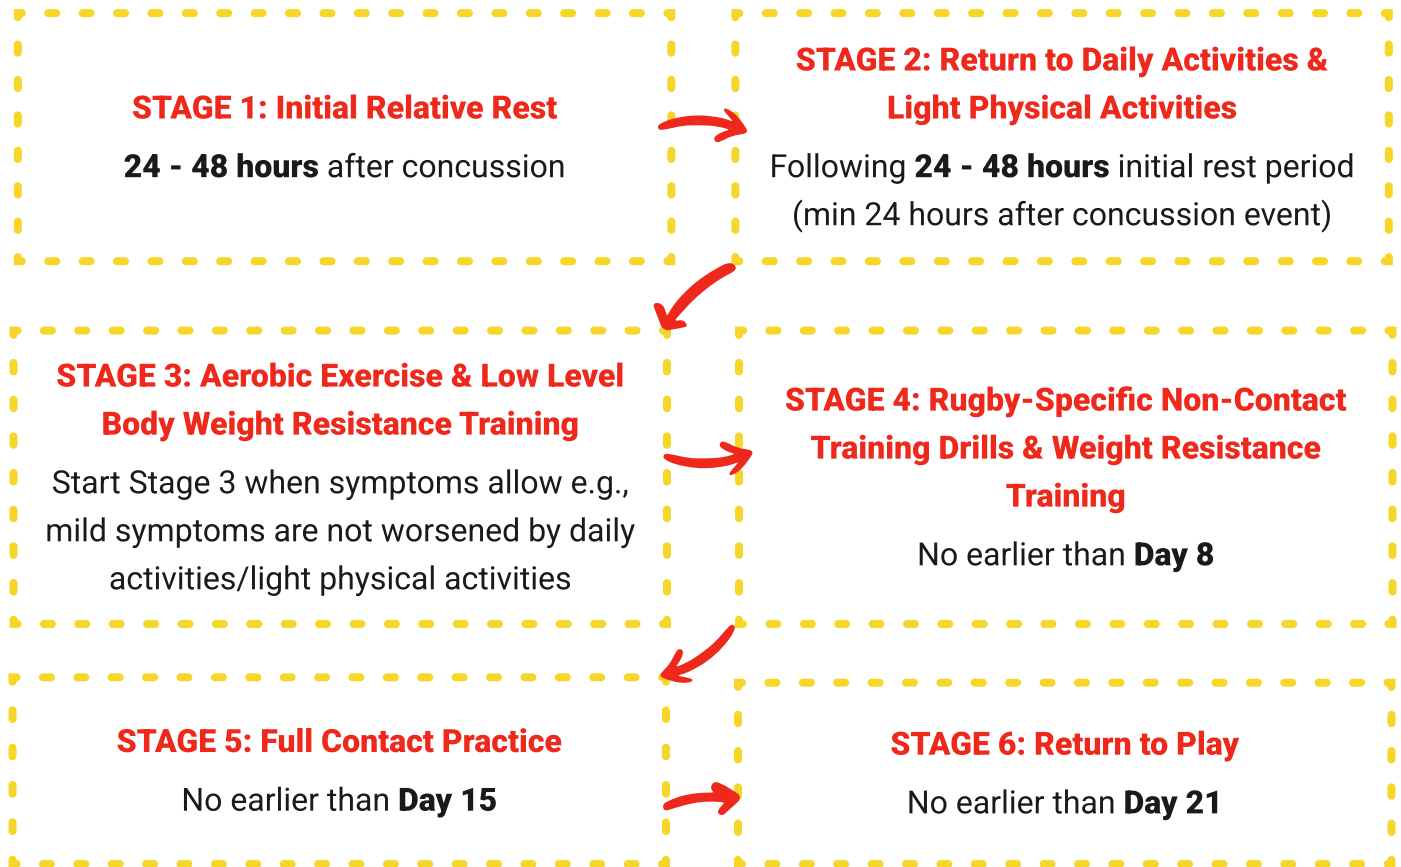 STAGE 1: Initial Relative Rest
24 - 48 hours after concussion
STAGE 2: Return to Daily Activities &
Light Physical Activities
Following 24 - 48 hours initial rest period
(min 24 hours after concussion event)
STAGE 3: Aerobic Exercise & Low Level
Body Weight Resistance Training
Start Stage 3 when symptoms allow e.g.,
mild symptoms are not worsened by daily
activities/light physical activities
STAGE 4: Rugby-Specific Non-Contact
Training Drills & Weight Resistance
Training
No earlier than Day 8
STAGE 5: Full Contact Practice
No earlier than Day 15
STAGE 6: Return to Play
No earlier than Day 21